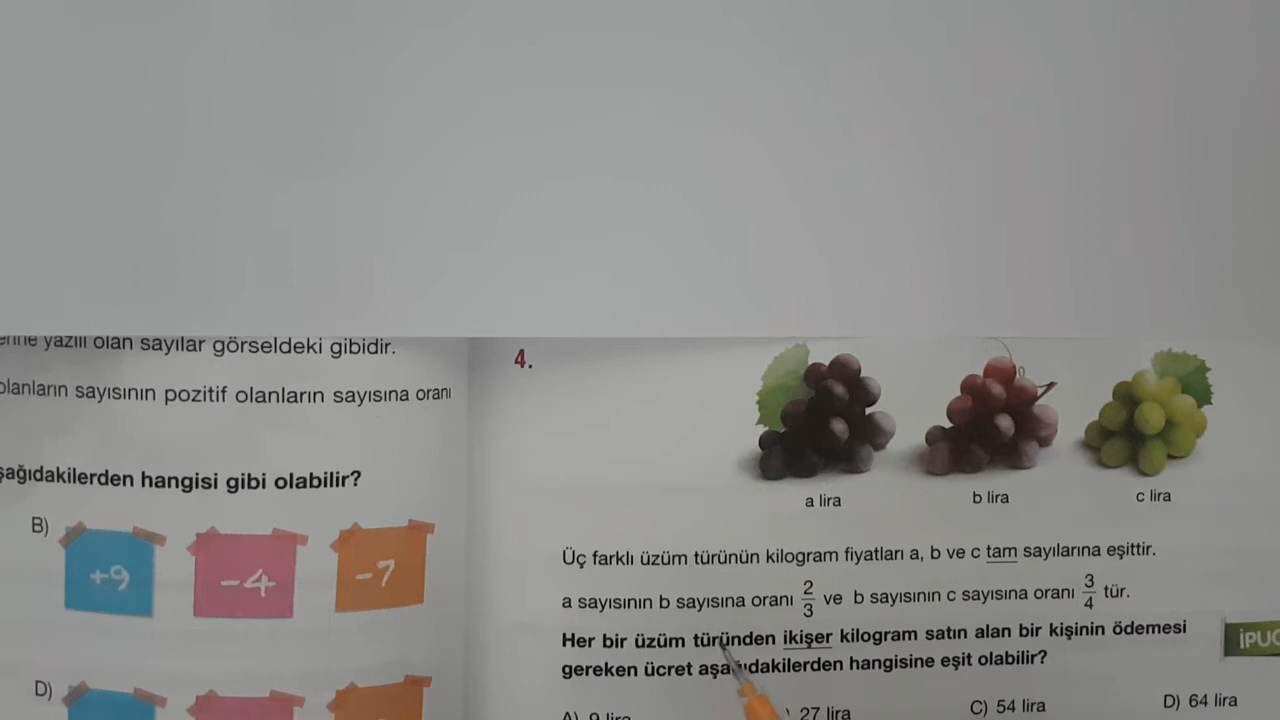 yazılı olan sayılar görseldeki gibidir.
olanların sayısının pozitif olanların sayısına oranı
şağıdakilerden hangisi gibi olabilir?
B)
+9
-4
-7
D)
4.
a lira
b lira
c lira
Üç farklı üzüm türünün kilogram fiyatları a, b ve c tam sayılarına eşittir.
a sayısının b sayısına oranı 2/3 ve b sayısının c sayısına oranı 3/4 tür.
Her bir üzüm türünden ikişer kilogram satın alan bir kişinin ödemesi
gereken ücret aşağıdakilerden hangisine eşit olabilir?
A) 9 lira
27 lira
C) 54 lira
D) 64 lira
İPUC